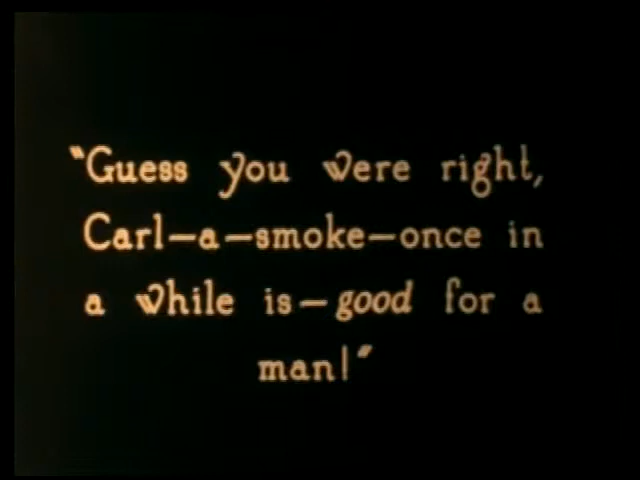 "Guess you were right,
Carl—a—smoke—once in
a while is—good for a
man!"